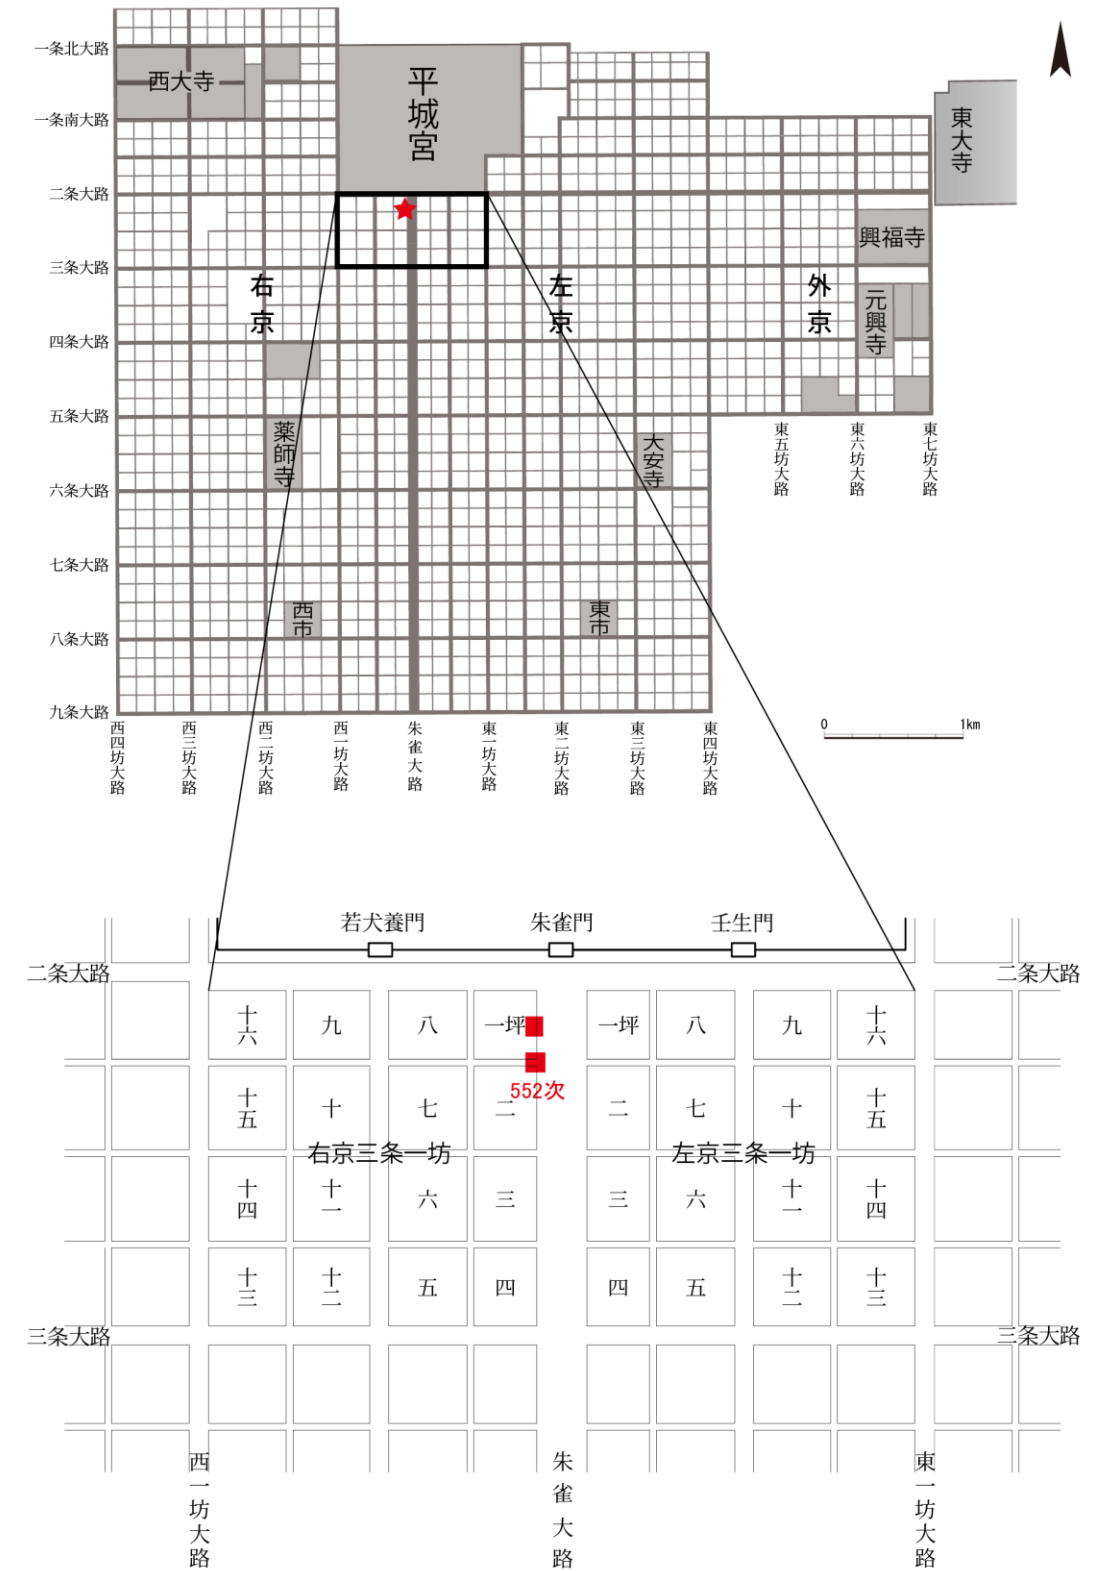 一条北大路
西大寺
平城宮
一条南大路
東大寺
二条大路
興福寺
三条大路
右京
左京
外京
元興寺
四条大路
五条大路
薬師寺
大安寺
東五坊大路
東六坊大路
東七坊大路
六条大路
七条大路
西市
東市
八条大路
九条大路
西四坊大路
西三坊大路
西二坊大路
西一坊大路
朱雀大路
東一坊大路
東二坊大路
東三坊大路
東四坊大路
0 1km
若犬養門 朱雀門 壬生門
二条大路 二条大路
十六 九 八 一坪 一坪 八 九 十六
552次
十五 十 七 二 二 七 十 十五
右京三条一坊 左京三条一坊
十四 十一 六 三 三 六 十一 十四
十三 十二 五 四 四 五 十二 十三
三条大路 三条大路
西一坊大路
朱雀大路
東一坊大路